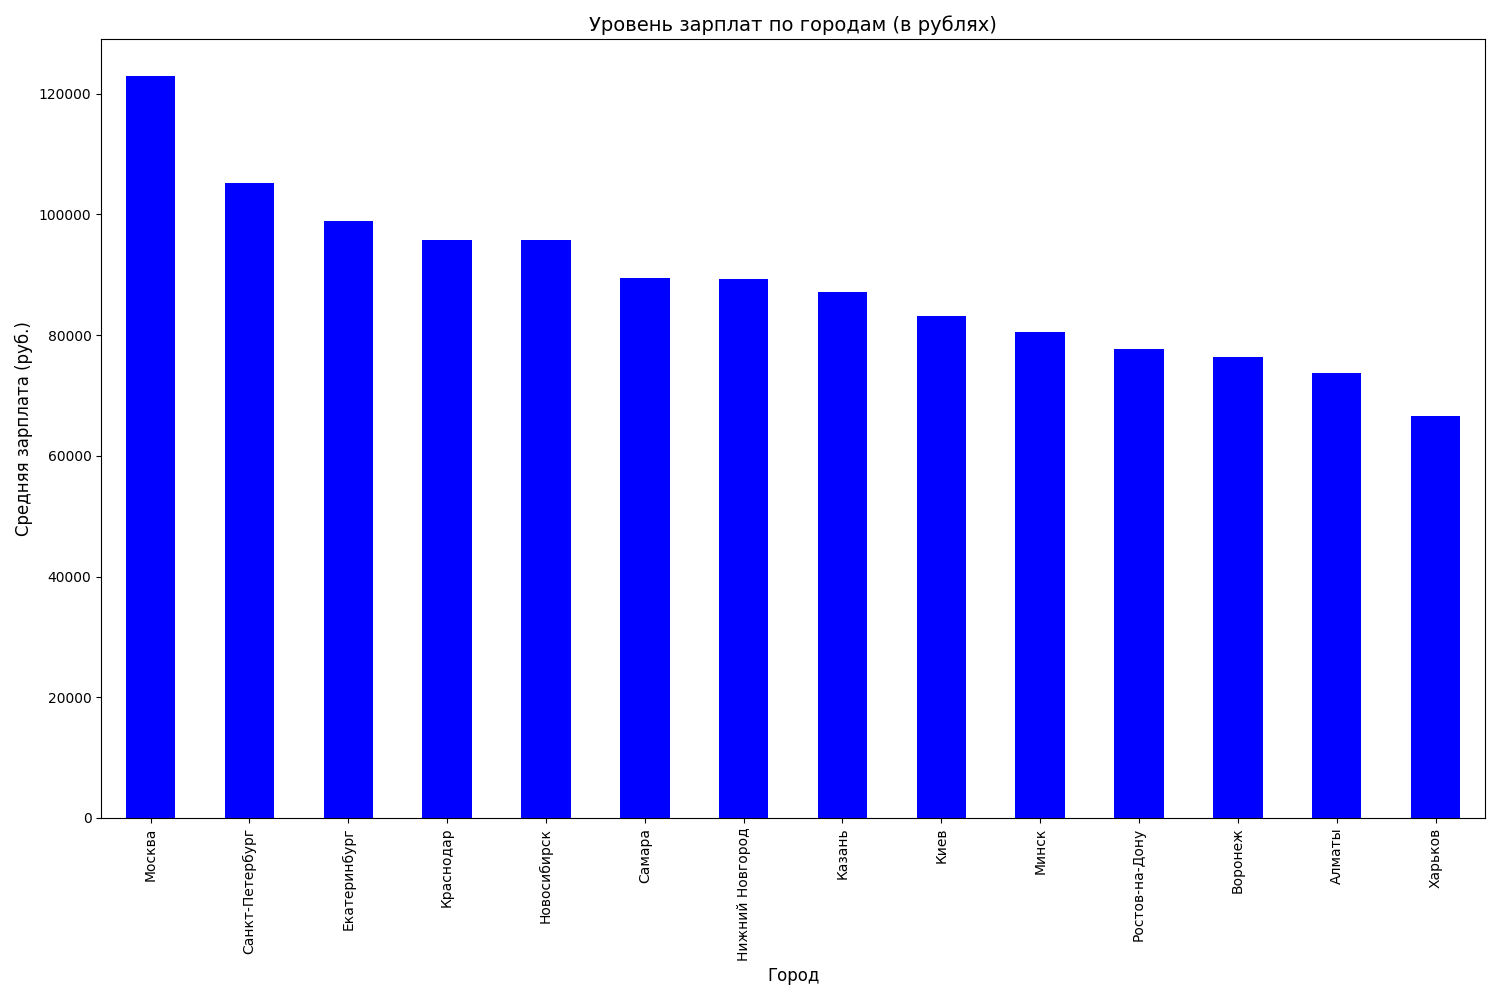 Уровень зарплат по городам (в рублях)
Средняя зарплата (руб.)
120000
100000
80000
60000
40000
20000
0
Москва
Санкт-Петербург
Екатеринбург
Краснодар
Новосибирск
Самара
Нижний Новгород
Казань
Киев
Минск
Ростов-на-Дону
Воронеж
Алматы
Харьков
Город